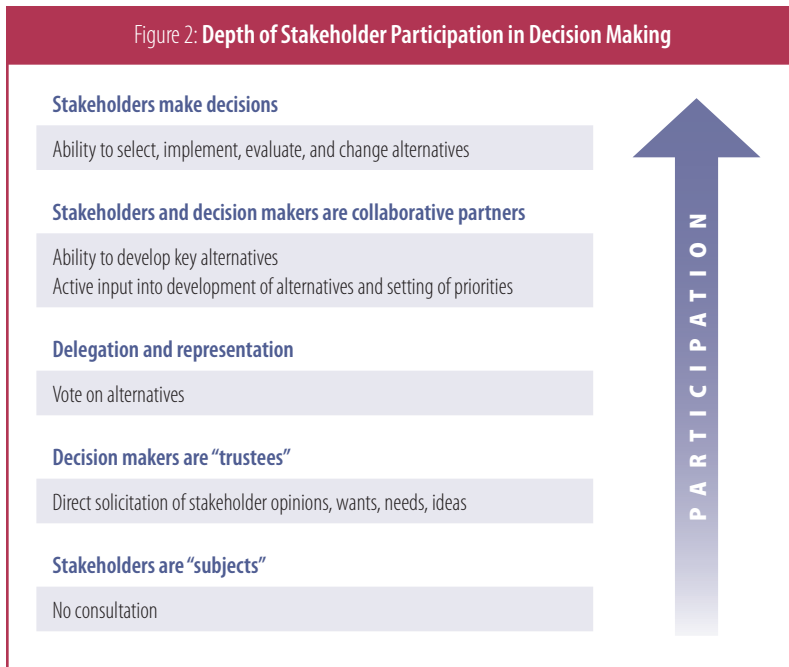 Figure 2: Depth of Stakeholder Participation in Decision Making
Stakeholders make decisions
Ability to select, implement, evaluate, and change alternatives
Stakeholders and decision makers are collaborative partners
Ability to develop key alternatives
Active input into development of alternatives and setting of priorities
Delegation and representation
Vote on alternatives
Decision makers are “trustees”
Direct solicitation of stakeholder opinions, wants, needs, ideas
Stakeholders are “subjects”
No consultation
PARTICIPATION